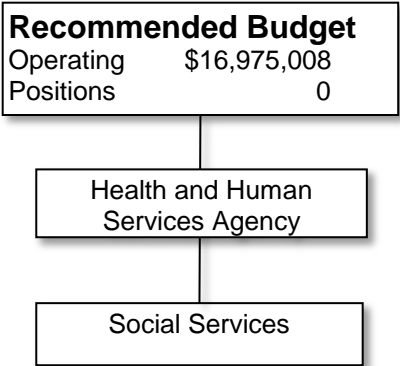 Recommended Budget
Operating $16,975,008
Positions 0
Health and Human
Services Agency
Social Services